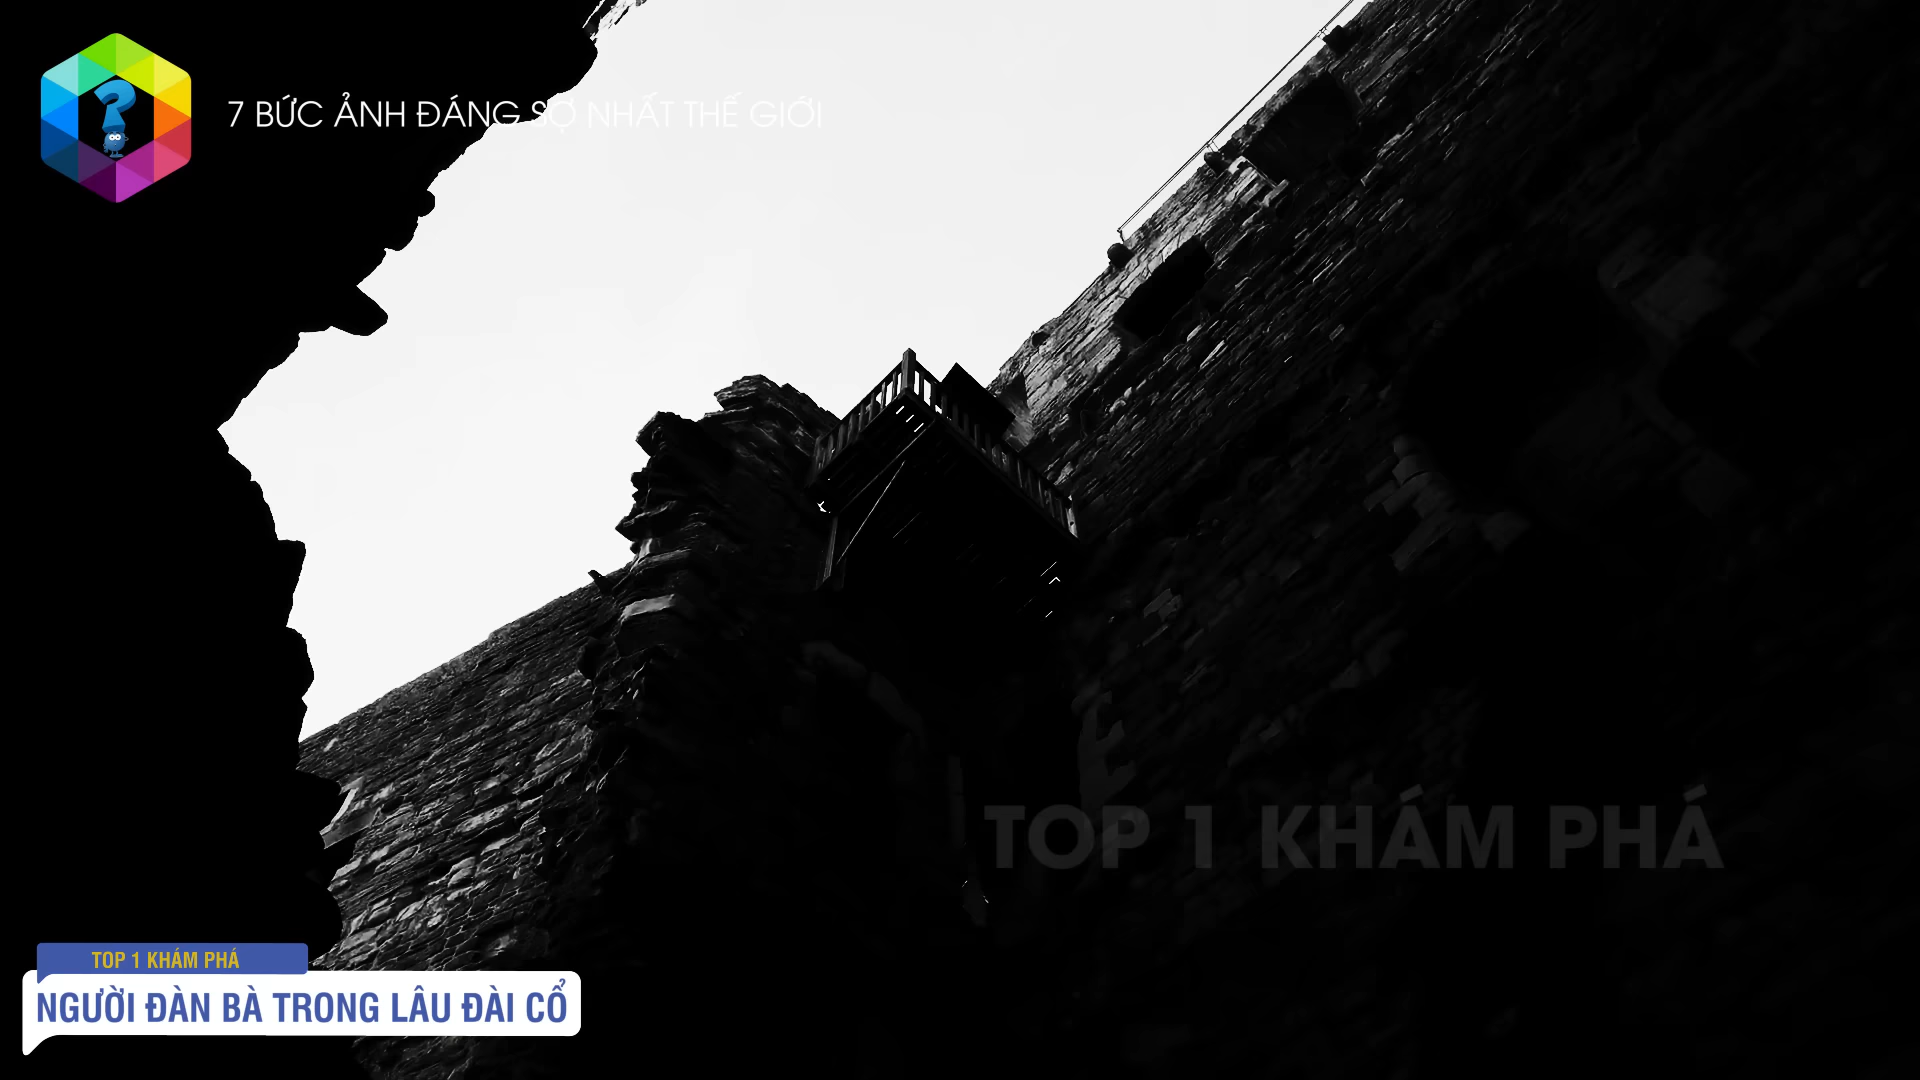 7 BỨC ẢNH ĐÁNG SỢ NHẤT THẾ GIỚI
TOP 1 KHÁM PHÁ
TOP 1 KHÁM PHÁ
NGƯỜI ĐÀN BÀ TRONG LÂU ĐÀI CỔ